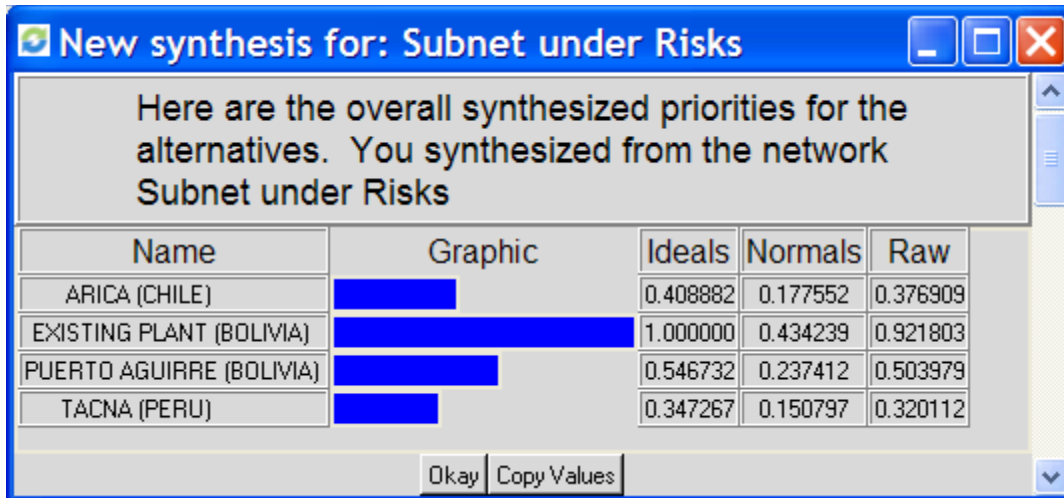 New synthesis for: Subnet under Risks
Here are the overall synthesized priorities for the
alternatives. You synthesized from the network
Subnet under Risks
Name Graphic Ideals Normals Raw
ARICA (CHILE) 0.408882 0.177552 0.376909
EXISTING PLANT (BOLIVIA) 1.000000 0.434239 0.921803
PUERTO AGUIRRE (BOLIVIA) 0.546732 0.237412 0.503979
TACNA (PERU) 0.347267 0.150797 0.320112
Okay Copy Values